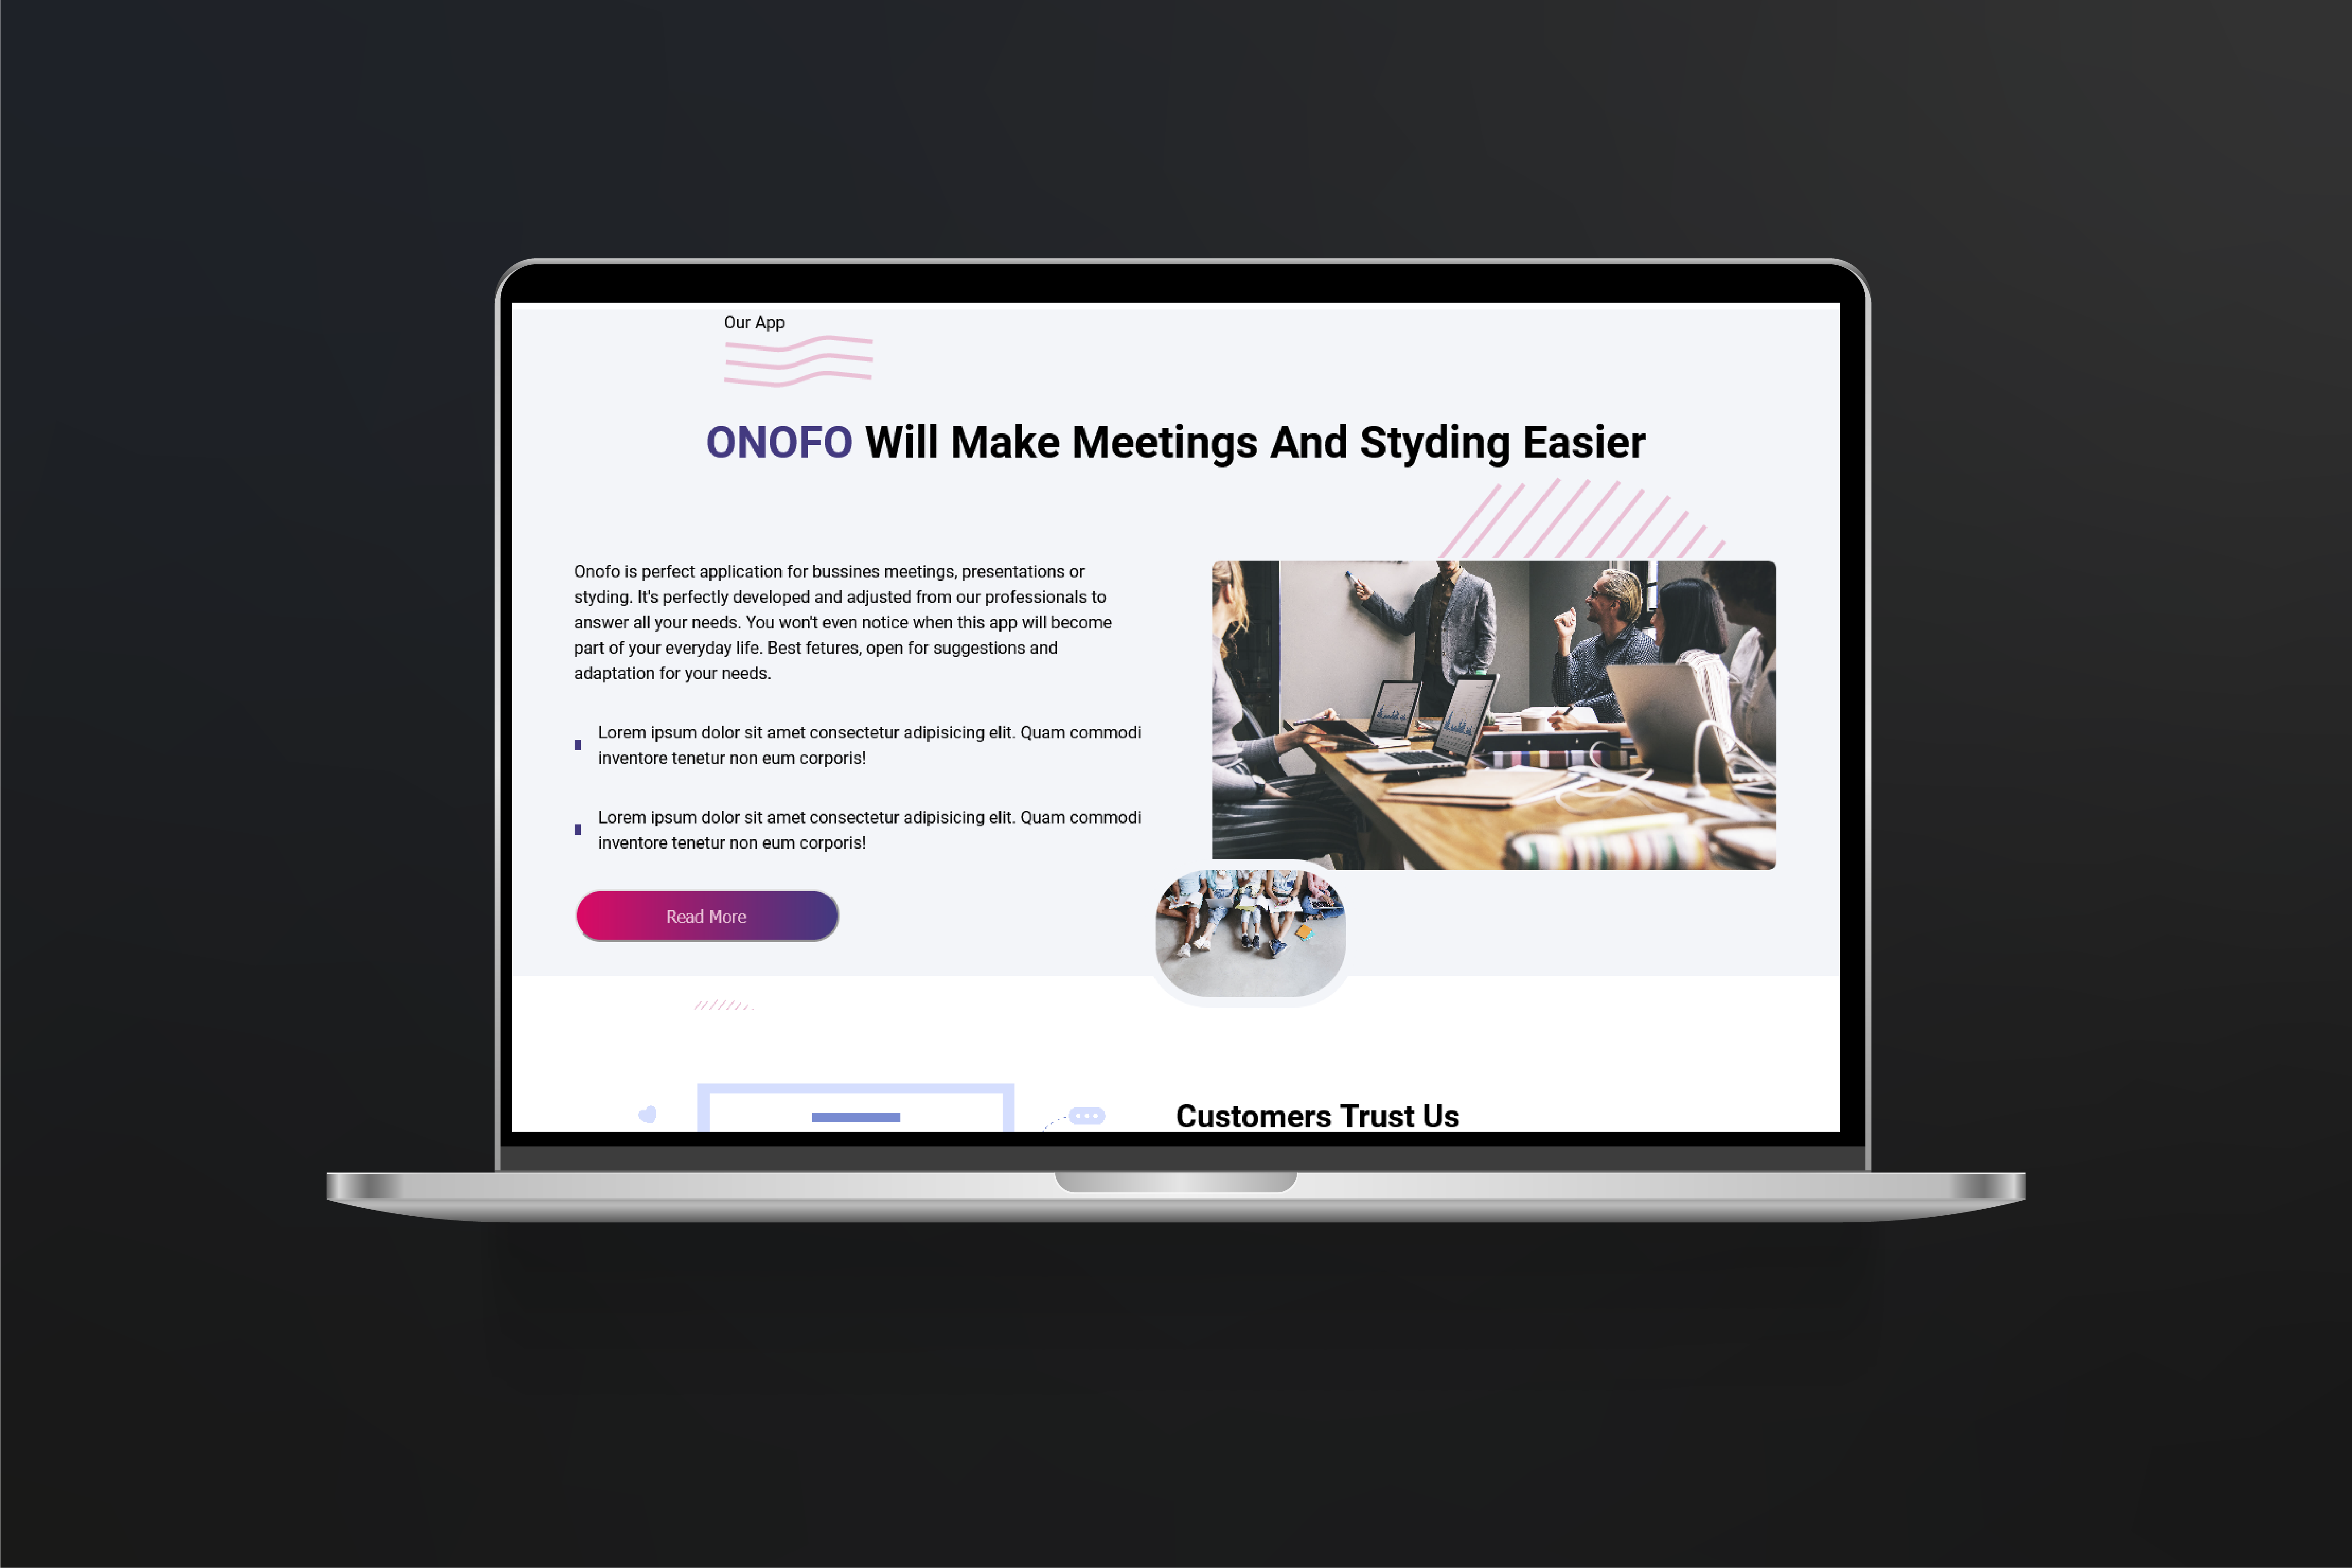 Our App
ONOFO Will Make Meetings And Styding Easier
Onofo is perfect application for bussines meetings, presentations or
styding. It's perfectly developed and adjusted from our professionals to
answer all your needs. You won't even notice when this app will become
part of your everyday life. Best fetures, open for suggestions and
adaptation for your needs.
Lorem ipsum dolor sit amet consectetur adipisicing elit. Quam commodi
inventore tenetur non eum corporis!
Lorem ipsum dolor sit amet consectetur adipisicing elit. Quam commodi
inventore tenetur non eum corporis!
Read More
Customers Trust Us